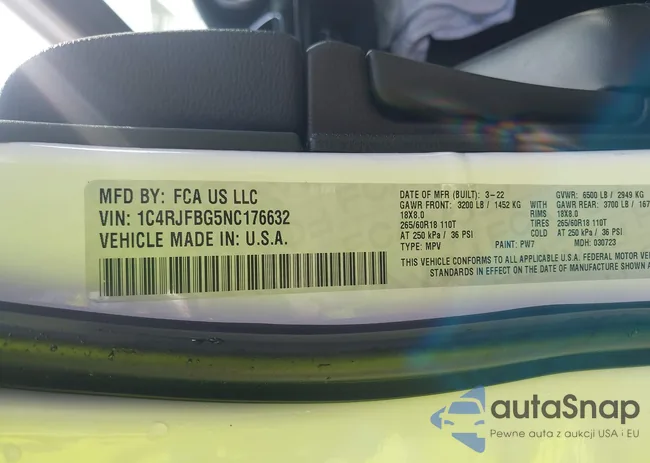 MFD BY: FCA US LLC
VIN: 1C4RJFBG5NC176632
VEHICLE MADE IN: U.S.A.
DATE OF MFR (BUILT): 3-22 GVWR: 6500 LB / 2949 KG
GAWR FRONT: 3200 LB / 1452 KG WITH GAWR REAR: 3700 LB / 167
18X8.0 RIMS 18X8.0
265/60R18 110T TIRES 265/60R18 110T
AT 250 kPa / 36 PSI COLD AT 250 kPa / 36 PSI
TYPE: MPV PAINT: PW7 MDH: 030723
VEHICLE CONFORMS TO ALL APPLICABLE U.S.A. FEDERAL MOTOR VEH
STANDARDS IN EFFECT ON THE DATE OF MANUFACTURE SHOWN A
autaSnap
Pewne auta z aukcji USA i EU